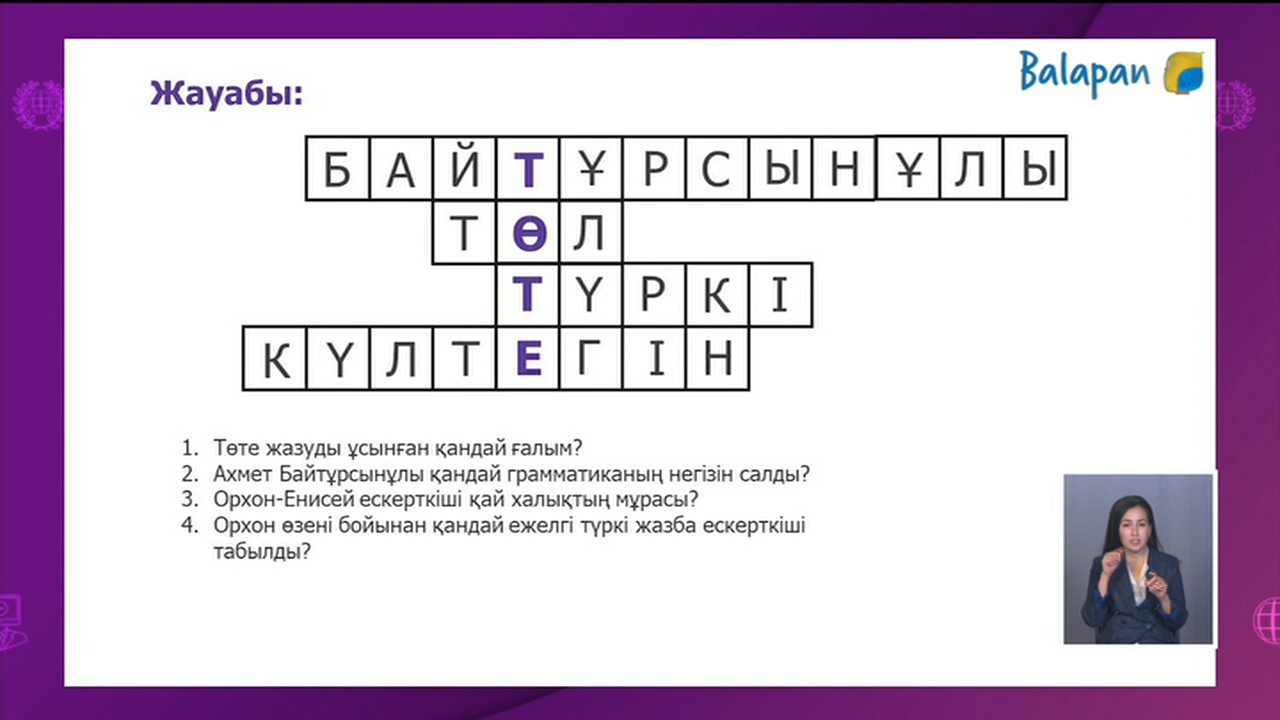 Balapan
Жауабы:
БАЙТҰРСЫНҰЛЫ
ТӨЛ
ТҮРКІ
КҮЛТЕГІН
1. Төте жазуды ұсынған қандай ғалым?
2. Ахмет Байтұрсынұлы қандай грамматиканың негізін салды?
3. Орхон-Енисей ескерткіші қай халықтың мұрасы?
4. Орхон өзені бойынан қандай ежелгі түркі жазба ескерткіші
табылды?